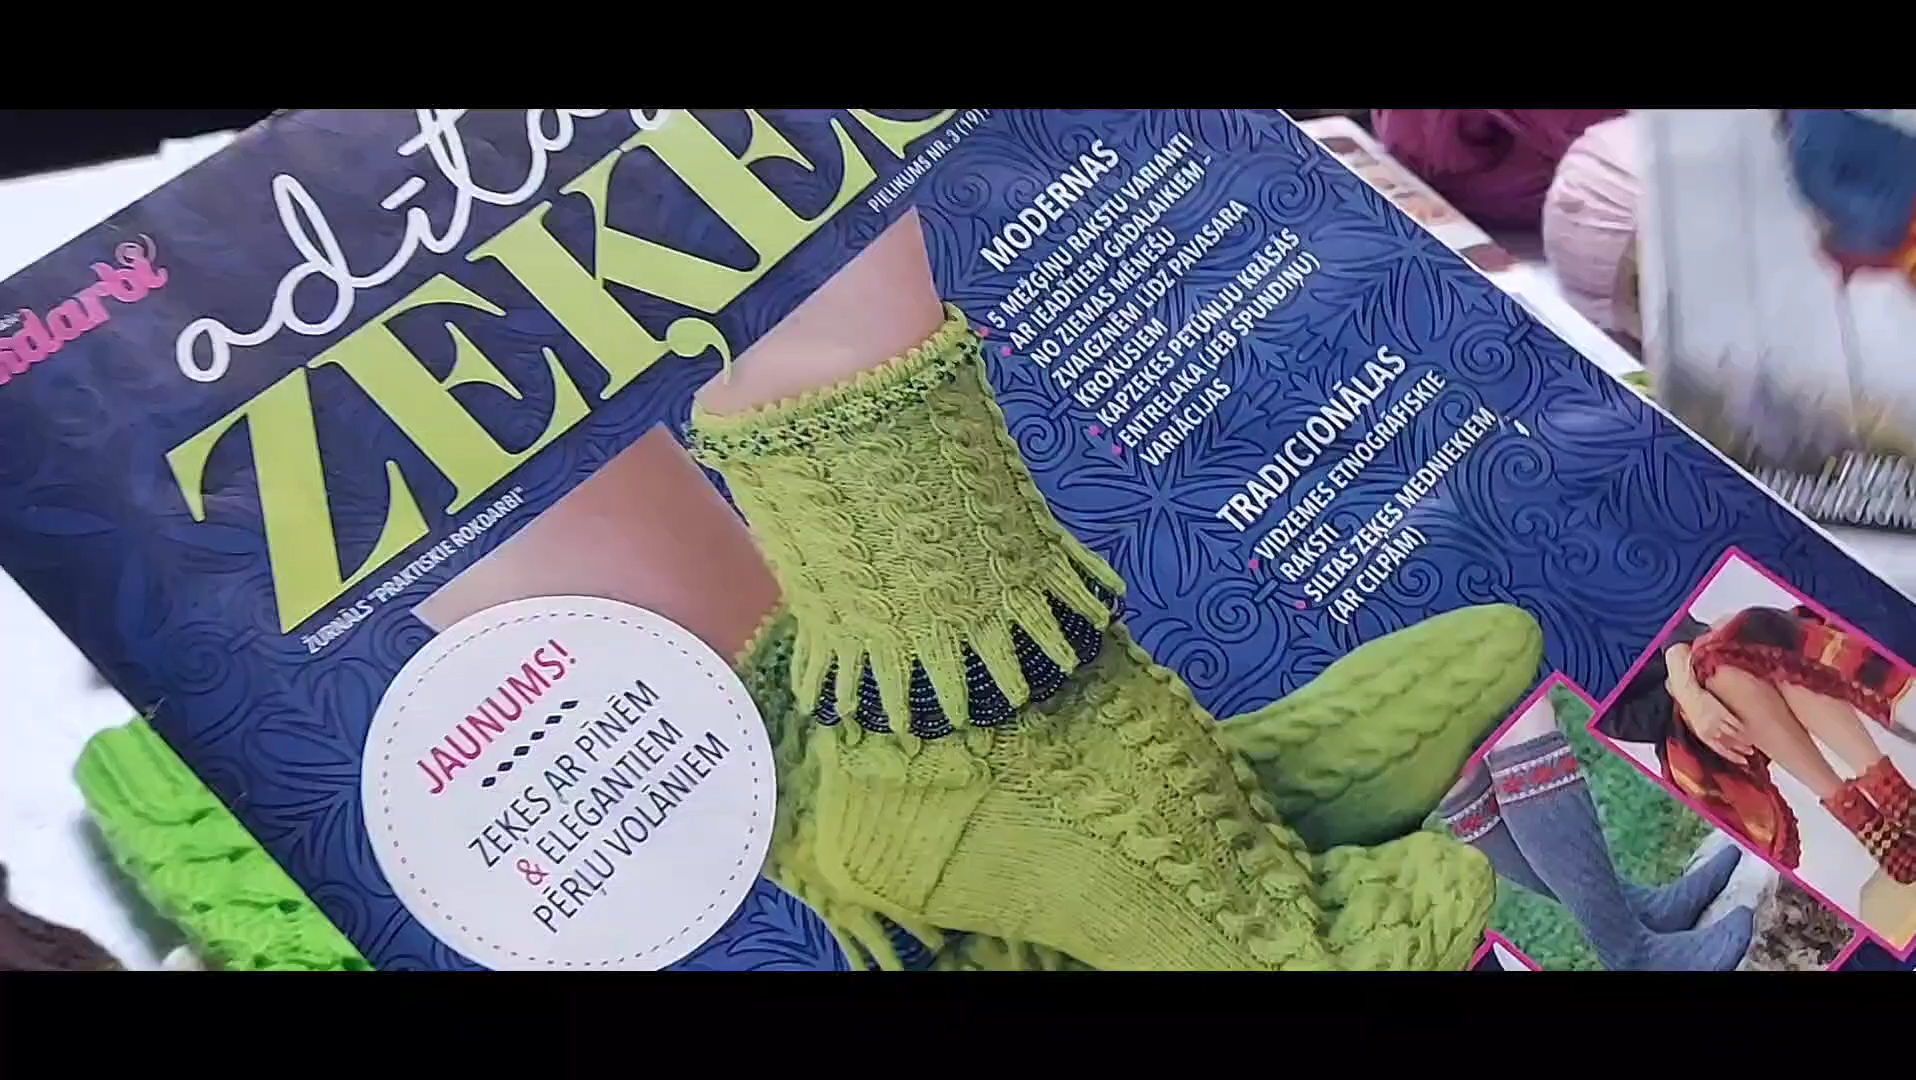 ZEĶES
PIELIKUMS NR. 3 (19)
ŽURNĀLS "PRAKTISKIE ROKDARBI"
MODERNAS
5 MEŽĢĪŅU RAKSTU VARIANTI
AR IEADĪTIEM GADALAIKIEM -
NO ZIEMAS MĒNEŠU
ZVAIGZNĒM LĪDZ PAVASARA
KROKUSIEM
KAPZEĶES PETŪNIJU KRĀSĀS
ENTRELAKA (JEB SPUNDIŅU)
VARIĀCIJAS
TRADICIONĀLAS
VIDZEMES ETNOGRĀFISKIE
RAKSTI
SILTAS ZEĶES MEDNIEKIEM
(AR CILPĀM)
JAUNUMS!
ZEĶES AR PĪNĒM
& ELEGANTIEM
PĒRĻU VOLĀNIEM